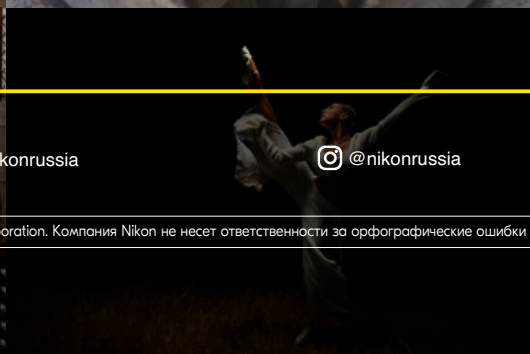 konrussia @nikonrussia
oration. Компания Nikon не несет ответственности за орфографические ошибки